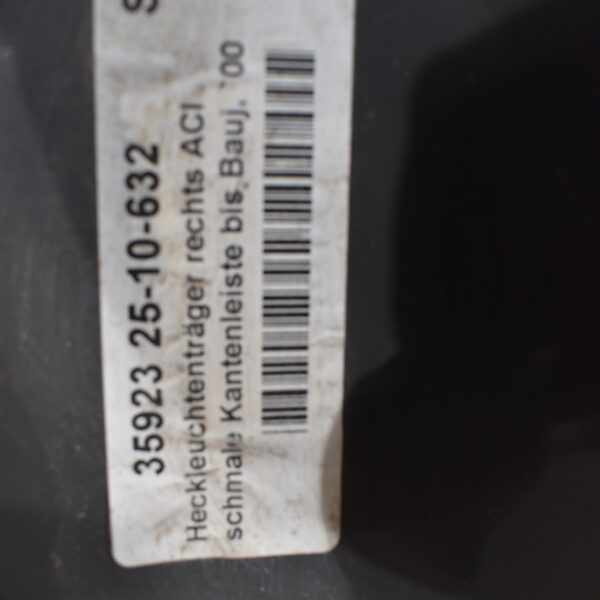 35923 25-10-632
Heckleuchtenträger rechts ACI
schmale Kantenleiste bis Bauj. '00